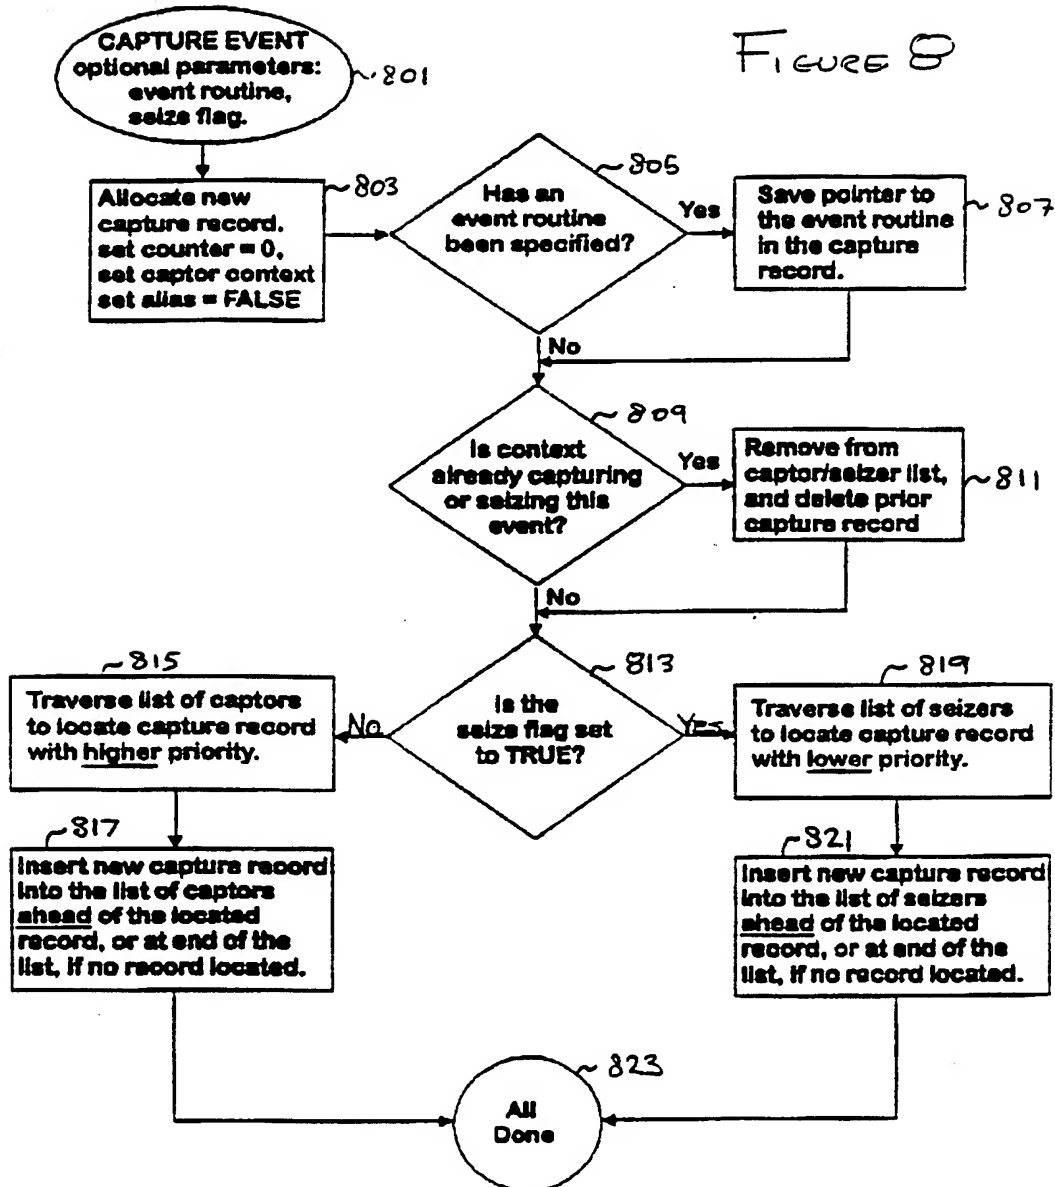 FIGURE 8
CAPTURE EVENT
optional parameters:
event routine,
seize flag.
801
Allocate new
capture record.
set counter = 0,
set captor context
set alias = FALSE
803
Has an
event routine
been specified?
805
Yes
Save pointer to
the event routine
in the capture
record.
807
No
Is context
already capturing
or seizing this
event?
809
Yes
Remove from
captor/seizer list,
and delete prior
capture record
811
No
Is the
seize flag set
to TRUE?
813
No
815
Traverse list of captors
to locate capture record
with higher priority.
Yes
819
Traverse list of seizers
to locate capture record
with lower priority.
817
Insert new capture record
into the list of captors
ahead of the located
record, or at end of the
list, if no record located.
821
Insert new capture record
into the list of seizers
ahead of the located
record, or at end of the
list, if no record located.
823
All
Done